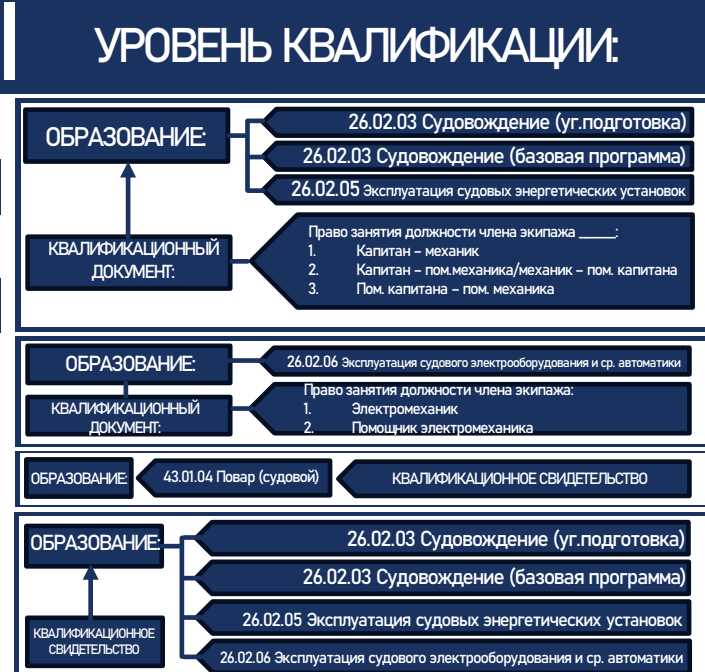 УРОВЕНЬ КВАЛИФИКАЦИИ:
ОБРАЗОВАНИЕ:
26.02.03 Судовождение (уг.подготовка)
26.02.03 Судовождение (базовая программа)
26.02.05 Эксплуатация судовых энергетических установок
КВАЛИФИКАЦИОННЫЙ
ДОКУМЕНТ:
Право занятия должности члена экипажа _____:
1. Капитан – механик
2. Капитан – пом.механика/механик – пом. капитана
3. Пом. капитана – пом. механика
ОБРАЗОВАНИЕ:
26.02.06 Эксплуатация судового электрооборудования и ср. автоматики
КВАЛИФИКАЦИОННЫЙ
ДОКУМЕНТ:
Право занятия должности члена экипажа:
1. Электромеханик
2. Помощник электромеханика
ОБРАЗОВАНИЕ:
43.01.04 Повар (судовой)
КВАЛИФИКАЦИОННОЕ СВИДЕТЕЛЬСТВО
ОБРАЗОВАНИЕ:
26.02.03 Судовождение (уг.подготовка)
26.02.03 Судовождение (базовая программа)
26.02.05 Эксплуатация судовых энергетических установок
26.02.06 Эксплуатация судового электрооборудования и ср. автоматики
КВАЛИФИКАЦИОННОЕ
СВИДЕТЕЛЬСТВО